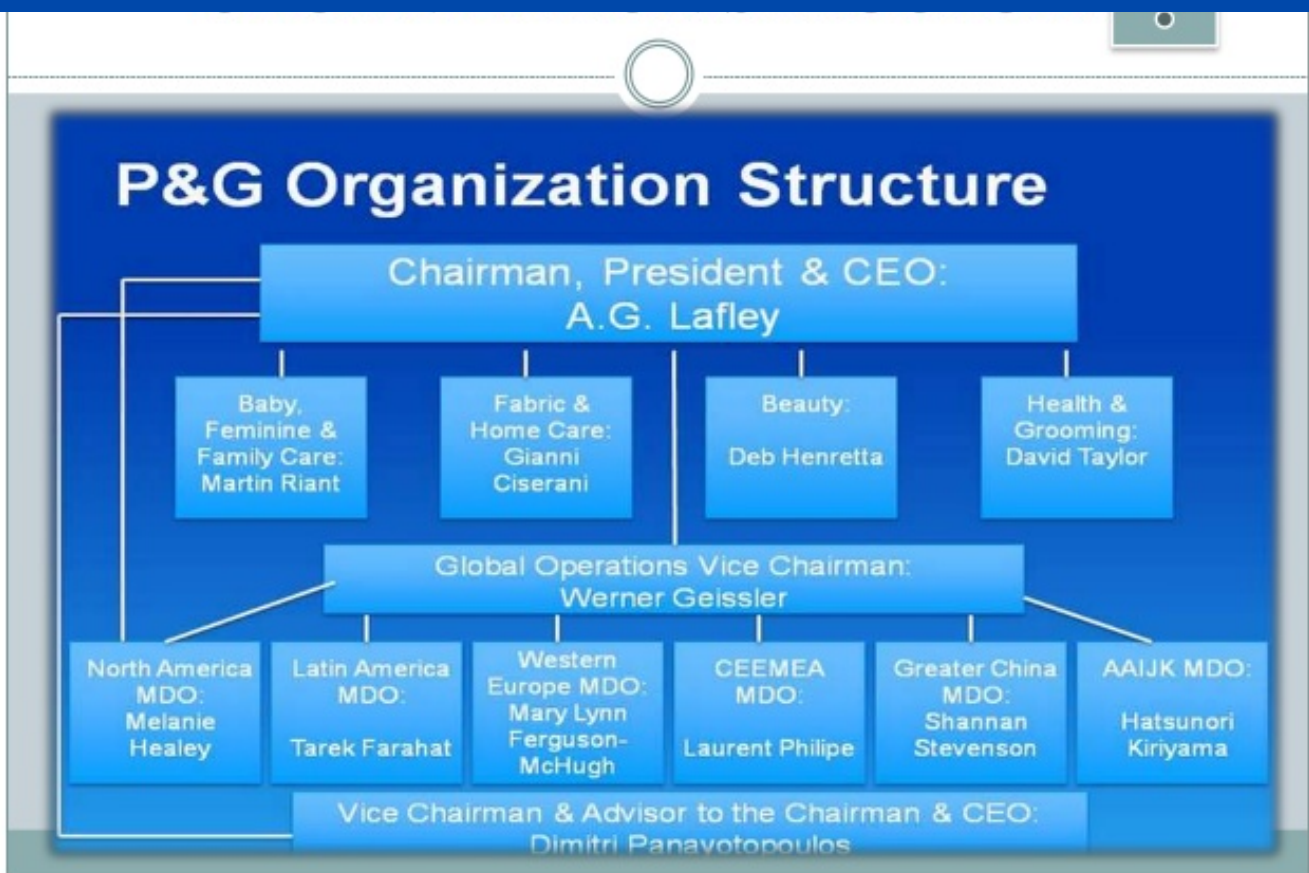 P&G Organization Structure
Chairman, President & CEO:
A.G. Lafley
Baby,
Feminine &
Family Care:
Martin Riant
Fabric &
Home Care:
Gianni
Ciserani
Beauty:
Deb Henretta
Health &
Grooming:
David Taylor
Global Operations Vice Chairman:
Werner Geissler
North America
MDO:
Melanie
Healey
Latin America
MDO:
Tarek Farahat
Western
Europe MDO:
Mary Lynn
Ferguson-
McHugh
CEEMEA
MDO:
Laurent Philipe
Greater China
MDO:
Shannan
Stevenson
AAIJK MDO:
Hatsunori
Kiriyama
Vice Chairman & Advisor to the Chairman & CEO:
Dimitri Panayotopoulos